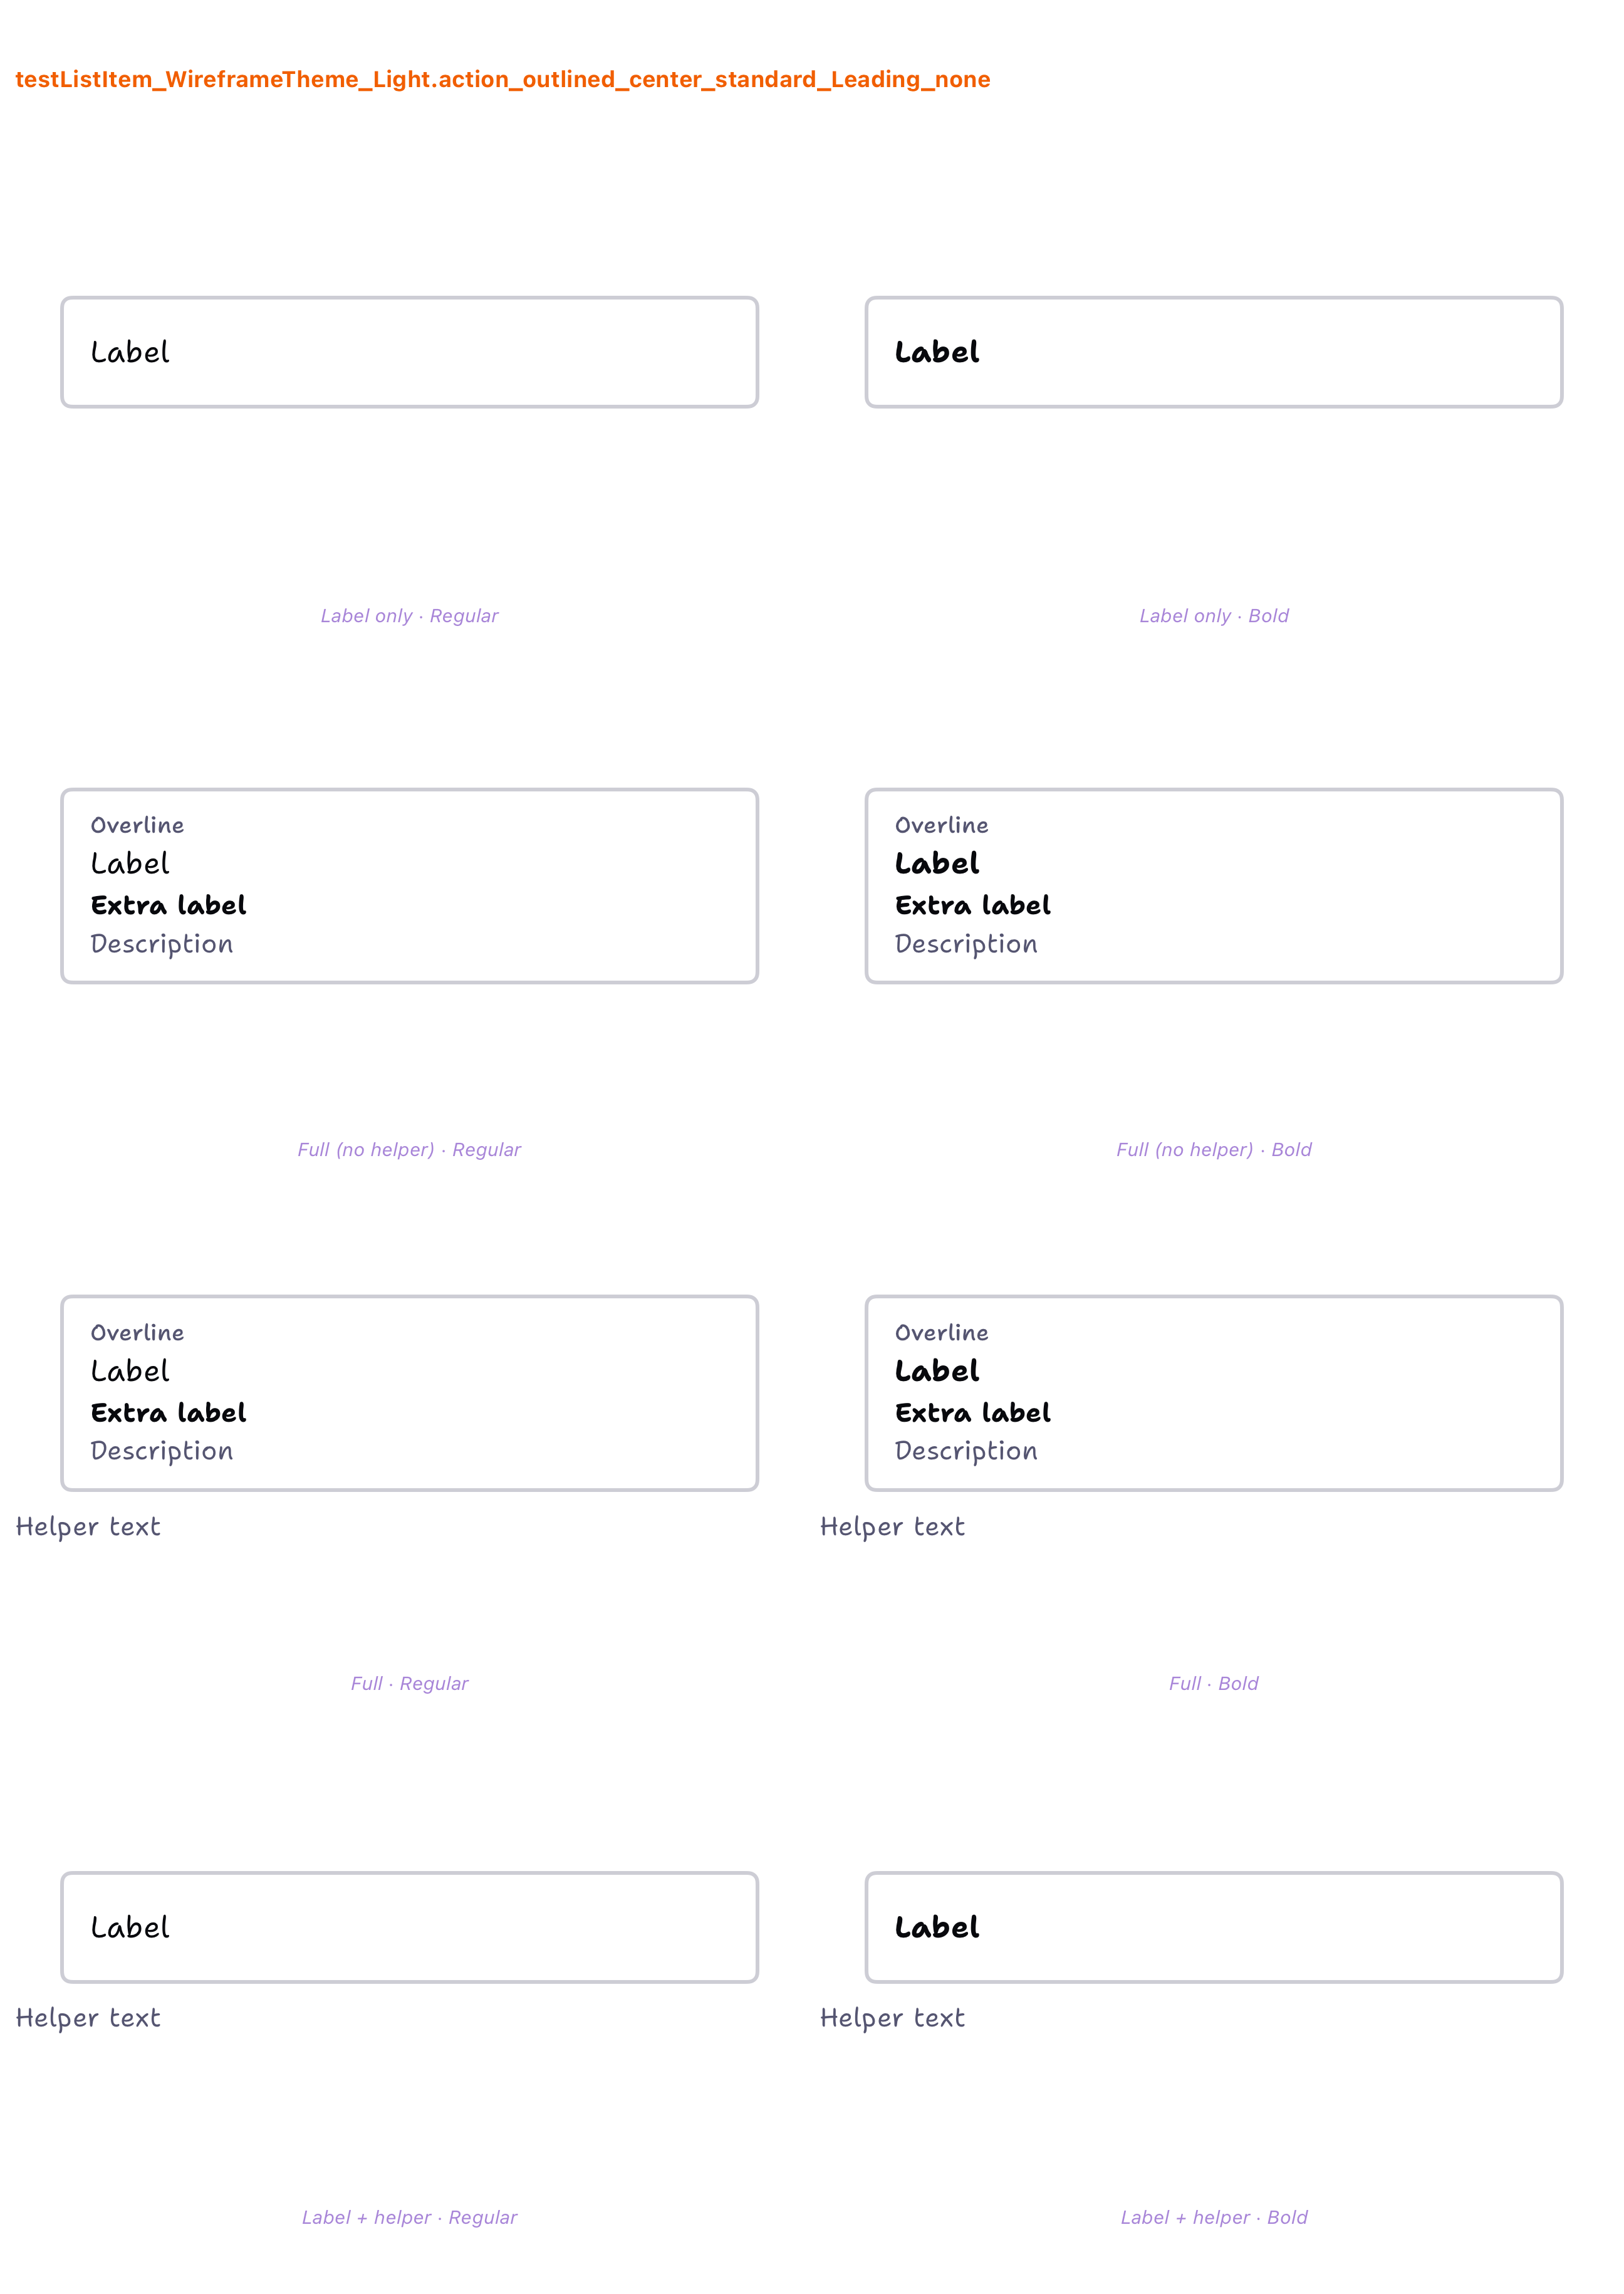 testListItem_WireframeTheme_Light.action_outlined_center_standard_Leading_none
Label
Label
Label only · Regular
Label only · Bold
Overline
Label
Extra label
Description
Overline
Label
Extra label
Description
Full (no helper) · Regular
Full (no helper) · Bold
Overline
Label
Extra label
Description
Helper text
Overline
Label
Extra label
Description
Helper text
Full · Regular
Full · Bold
Label
Helper text
Label
Helper text
Label + helper · Regular
Label + helper · Bold